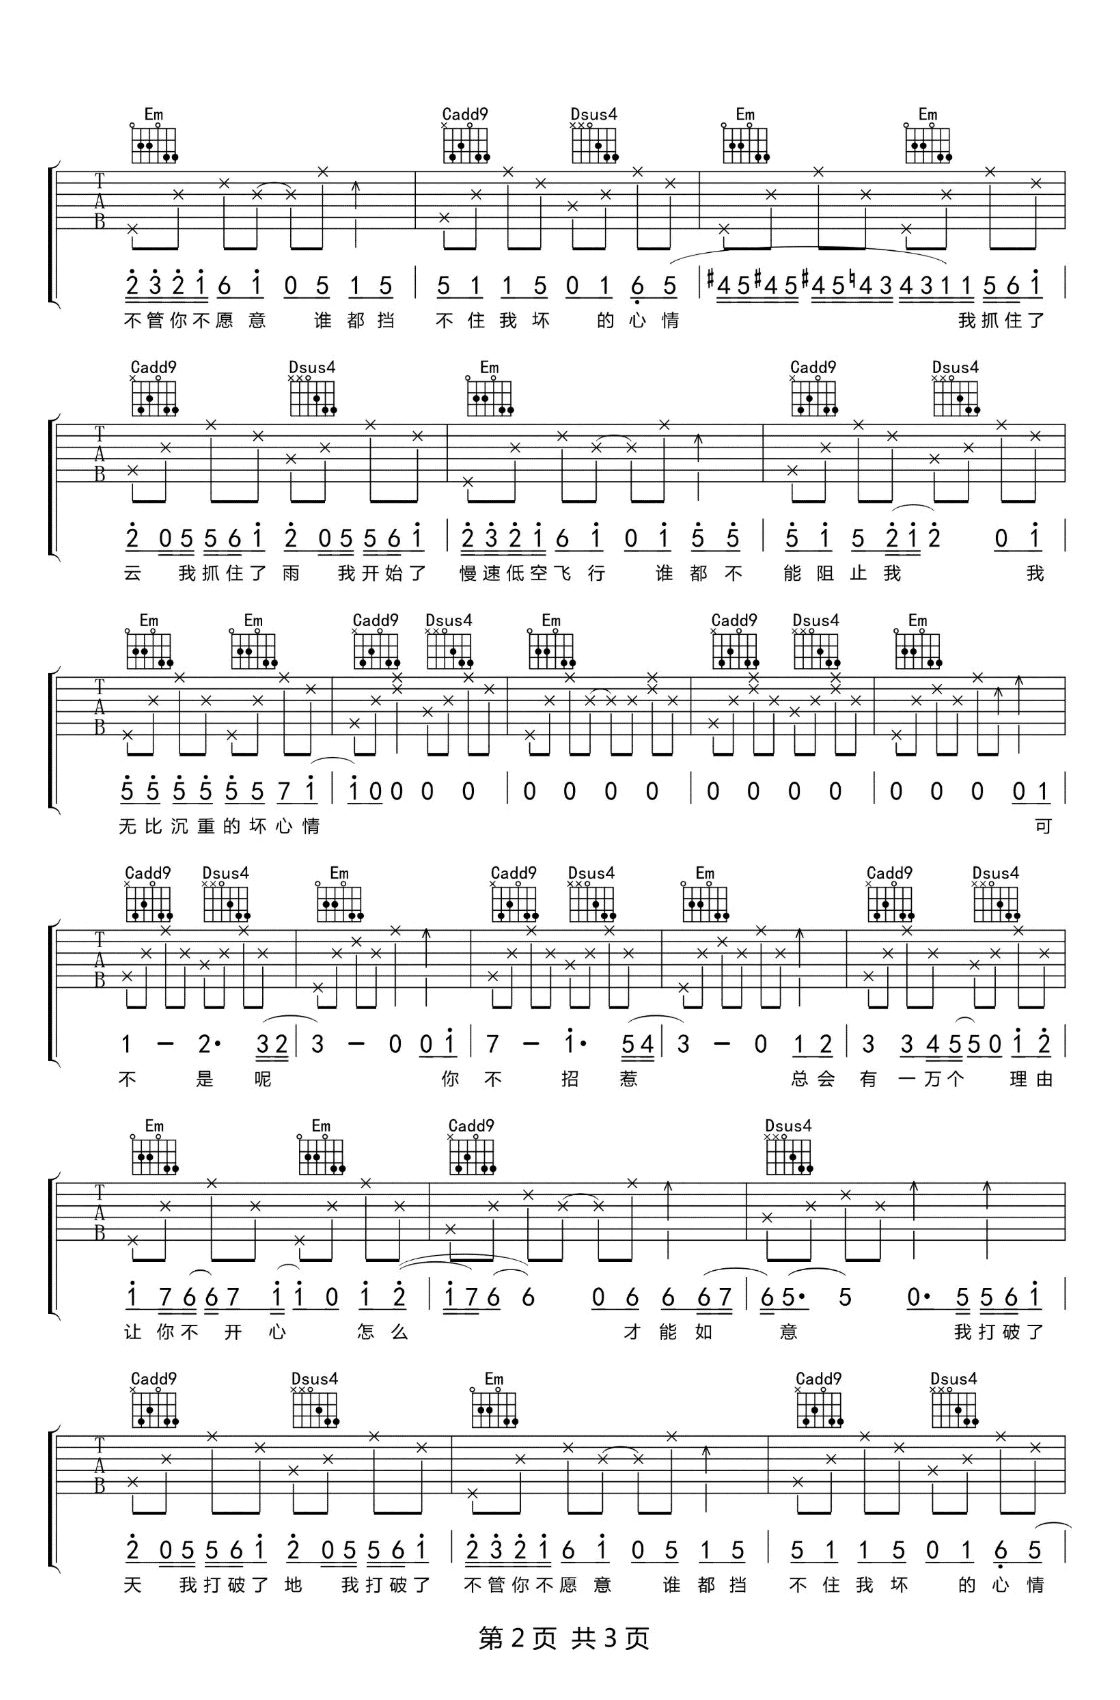 Em Cadd9 Dsus4 Em Em
T A B
2 3 2 1 6 1 0 5 1 5 5 1 1 5 0 1 6 5 #4 5 #4 5 #4 5 ♮4 3 4 3 1 1 5 6 1
不管你不愿意 谁都挡 不住我坏 的心情 我抓住了
Cadd9 Dsus4 Em Cadd9 Dsus4
T A B
2 0 5 5 6 1 2 0 5 5 6 1 2 3 2 1 6 1 0 1 5 5 5 1 5 2 1 2 0 1
云 我抓住了雨 我开始了 慢速低空飞行 谁都不 能阻止我 我
Em Em Cadd9 Dsus4 Em Cadd9 Dsus4 Em
T A B
5 5 5 5 5 5 7 1 1 0 0 0 0 0 0 0 0 0 0 0 0 0 0 0 0 1
无比沉重的坏心情 可
Cadd9 Dsus4 Em Cadd9 Dsus4 Em Cadd9 Dsus4
T A B
1 – 2· 3 2 3 – 0 0 1 7 – 1· 5 4 3 – 0 1 2 3 3 4 5 5 0 1 2
不 是呢 你不 招惹 总会有一万个 理由
Em Em Cadd9 Dsus4
T A B
1 7 6 6 7 1 1 0 1 2 1 7 6 6 0 6 6 6 7 6 5· 5 0· 5 5 6 1
让你不 开心 怎么 才能如 意 我打破了
Cadd9 Dsus4 Em Cadd9 Dsus4
T A B
2 0 5 5 6 1 2 0 5 5 6 1 2 3 2 1 6 1 0 5 1 5 5 1 1 5 0 1 6 5
天 我打破了地 我打破了 不管你不愿意 谁都挡 不住我坏 的心情
第2页 共3页